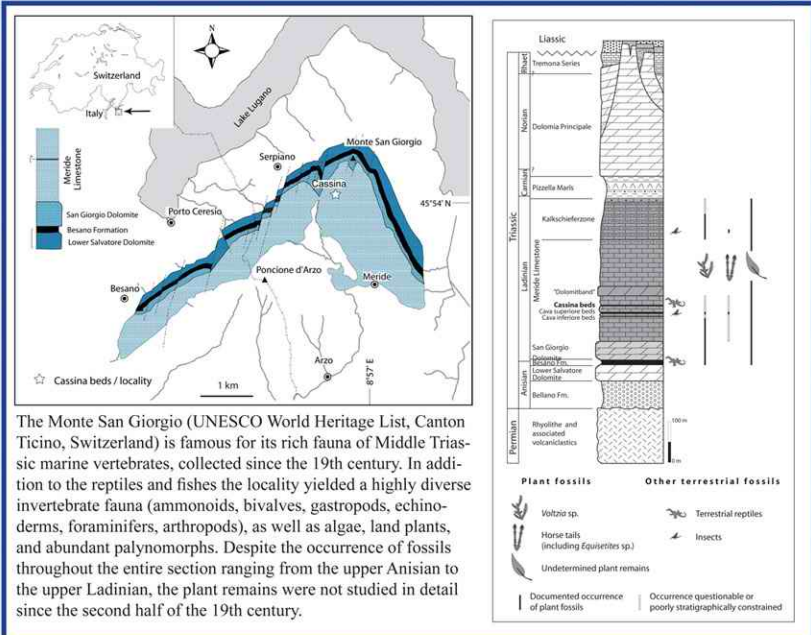 N
Switzerland
Italy
Lake Lugano
Meride
Limestone
San Giorgio Dolomite
Besano Formation
Lower Salvatore Dolomite
Monte San Giorgio
Serpiano
Cassina
45°54' N
Porto Ceresio
Besano
Poncione d'Arzo
Meride
Arzo
8°57' E
Cassina beds / locality
1 km
The Monte San Giorgio (UNESCO World Heritage List, Canton
Ticino, Switzerland) is famous for its rich fauna of Middle Trias-
sic marine vertebrates, collected since the 19th century. In addi-
tion to the reptiles and fishes the locality yielded a highly diverse
invertebrate fauna (ammonoids, bivalves, gastropods, echino-
derms, foraminifers, arthropods), as well as algae, land plants,
and abundant palynomorphs. Despite the occurrence of fossils
throughout the entire section ranging from the upper Anisian to
the upper Ladinian, the plant remains were not studied in detail
since the second half of the 19th century.
Liassic
Rhaet
Tremona Series
?
Norian
Dolomia Principale
?
Carnian
Pizzella Marls
Triassic
Kalkschieferzone
Ladinian
Meride Limestone
"Dolomitband"
Cassina beds
Cava superiore beds
Cava inferiore beds
San Giorgio
Dolomite
Besano Fm.
Anisian
Lower Salvatore
Dolomite
Bellano Fm.
Permian
Rhyolithe and
associated
volcaniclastics
100 m
0 m
Plant fossils
Other terrestrial fossils
Voltzia sp.
Terrestrial reptiles
Horse tails
(including Equisetites sp.)
Insects
Undetermined plant remains
Documented occurrence
of plant fossils
Occurrence questionable or
poorly stratigraphically constrained